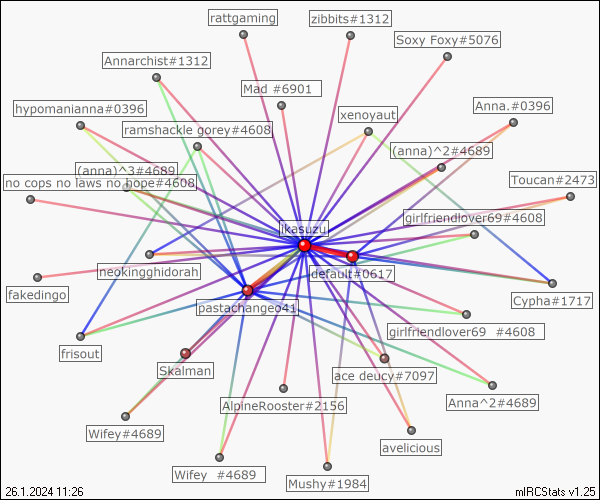 rattgaming
zibbits#1312
Soxy Foxy#5076
Annarchist#1312
Mad #6901
hypomanianna#0396
xenoyaut
Anna.#0396
ramshackle gorey#4608
(anna)^2#4689
(anna)^3#4689
no cops no laws no nope#4608
Toucan#2473
girlfriendlover69#4608
ikasuzu
neokingghidorah
default#0617
fakedingo
Cypha#1717
pastachangeo41
girlfriendlover69 #4608
frisout
Skalman
ace deucy#7097
AlpineRooster#2156
Anna^2#4689
Wifey#4689
avelicious
Wifey #4689
Mushy#1984
26.1.2024 11:26
mIRCStats v1.25